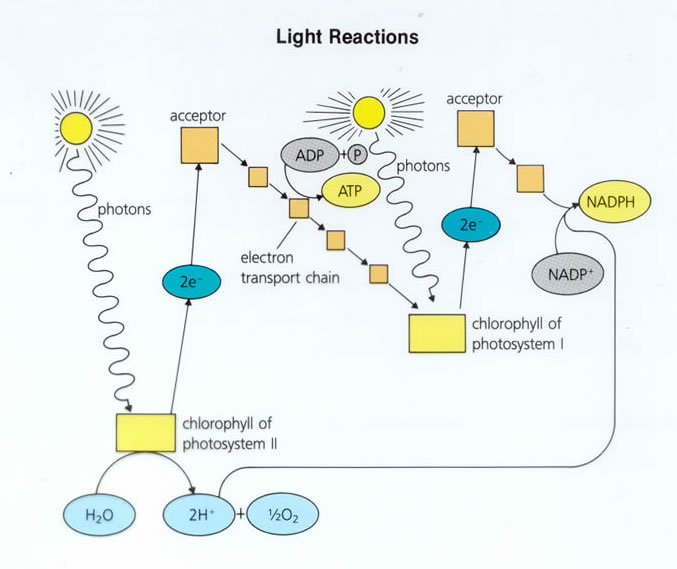 Light Reactions
acceptor
acceptor
ADP
+
P
photons
ATP
NADPH
photons
2e⁻
electron
transport chain
NADP⁺
2e⁻
chlorophyll of
photosystem I
chlorophyll of
photosystem II
H₂O
2H⁺
+
½O₂